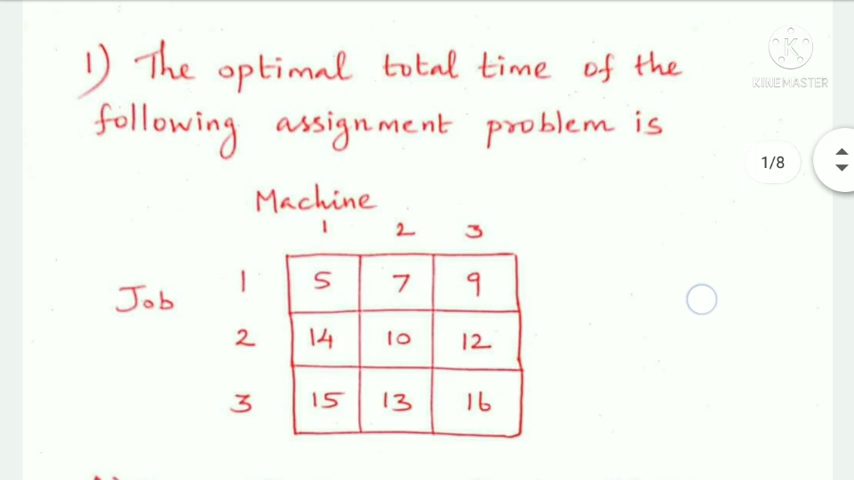 1) The optimal total time of the
KINEMASTER
following assignment problem is
1/8
Machine
1 2 3
Job 1 5 7 9
2 14 10 12
3 15 13 16